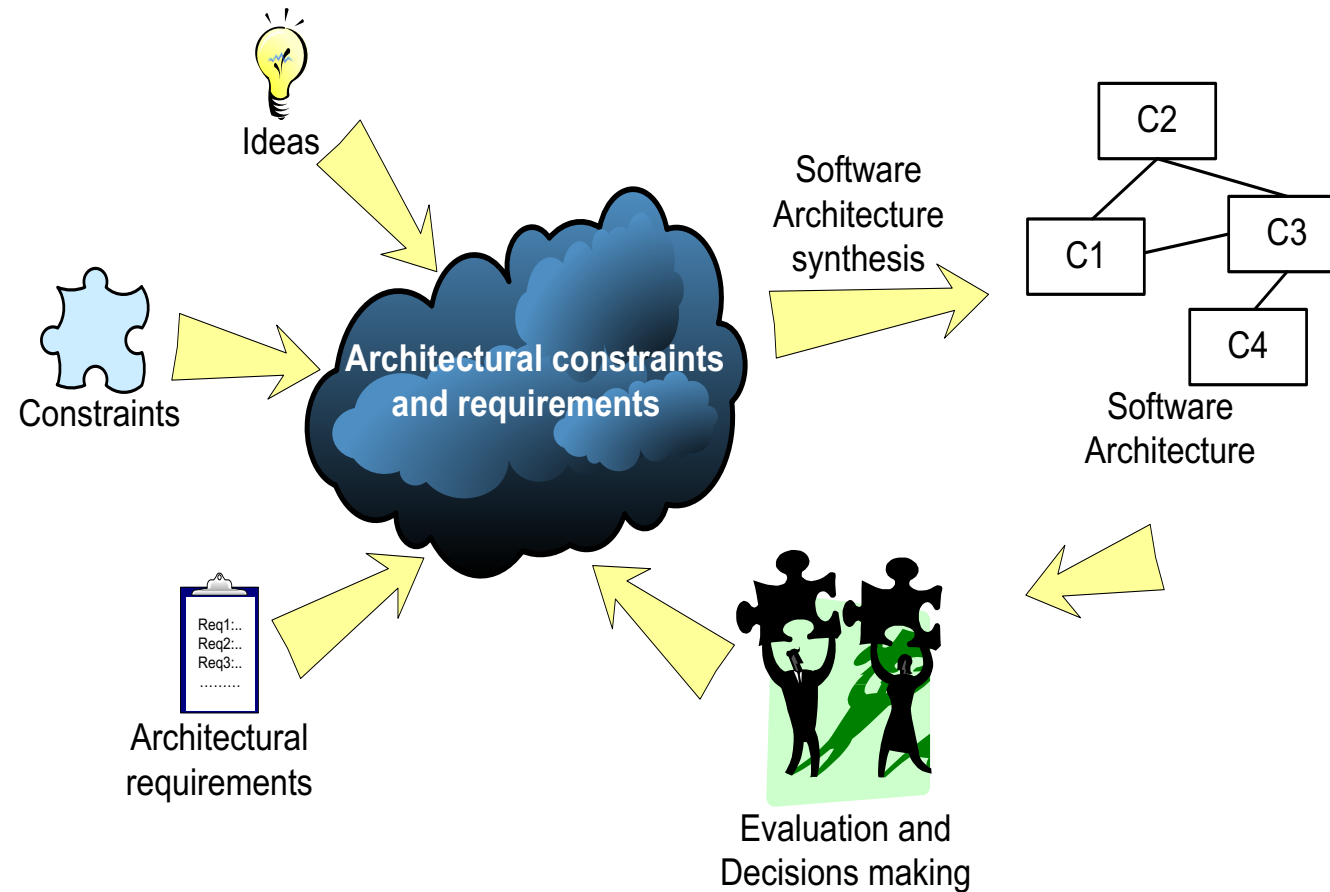 Ideas
Constraints
Architectural constraints
and requirements
Req1:..
Req2:..
Req3:..
.........
Architectural
requirements
Software
Architecture
synthesis
C2
C1
C3
C4
Software
Architecture
Evaluation and
Decisions making